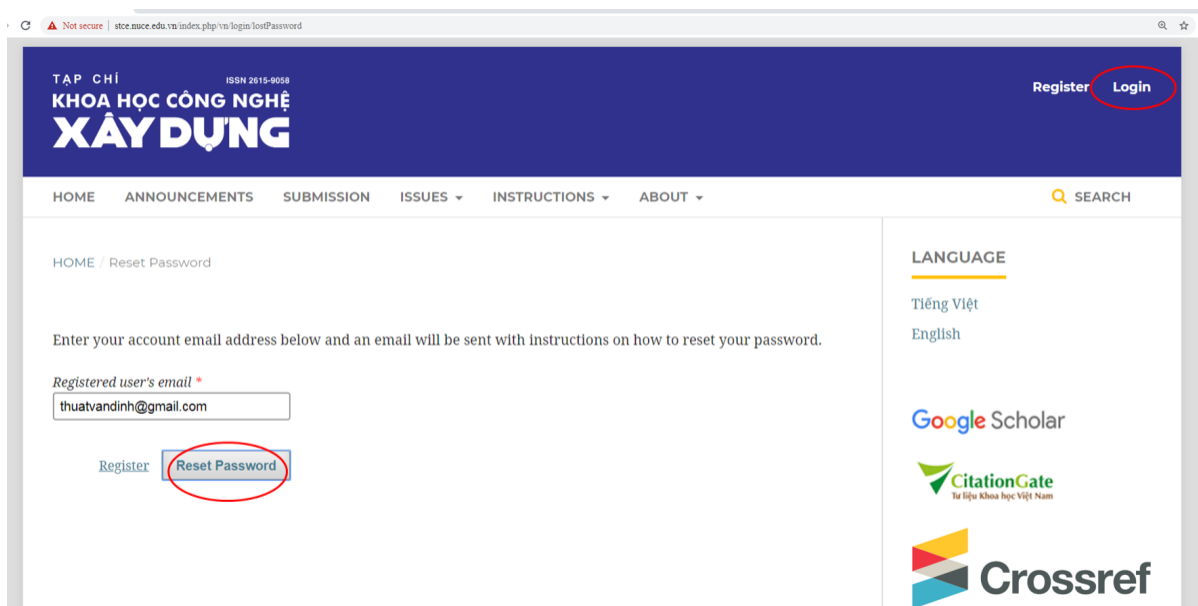 Not secure | stce.nuce.edu.vn/index.php/vn/login/lostPassword
TẠP CHÍ ISSN 2615-9058
KHOA HỌC CÔNG NGHỆ
XÂY DỰNG
Register Login
HOME ANNOUNCEMENTS SUBMISSION ISSUES INSTRUCTIONS ABOUT SEARCH
HOME / Reset Password
Enter your account email address below and an email will be sent with instructions on how to reset your password.
Registered user's email *
thuatvandinh@gmail.com
Register Reset Password
LANGUAGE
Tiếng Việt
English
Google Scholar
CitationGate
Tư liệu Khoa học Việt Nam
Crossref